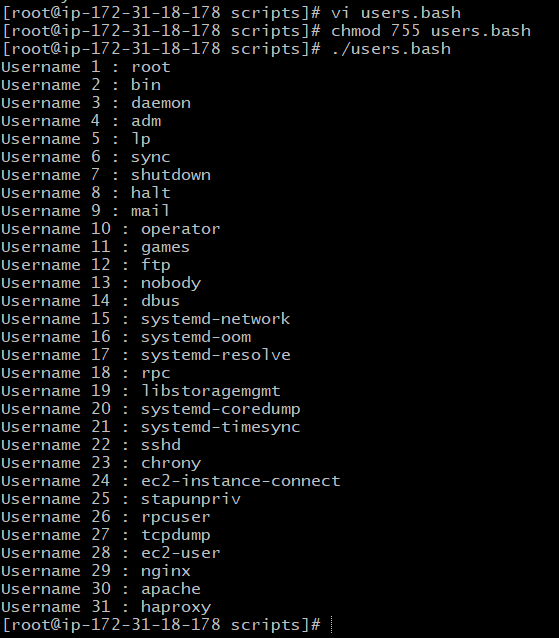 [root@ip-172-31-18-178 scripts]# vi users.bash
[root@ip-172-31-18-178 scripts]# chmod 755 users.bash
[root@ip-172-31-18-178 scripts]# ./users.bash
Username 1 : root
Username 2 : bin
Username 3 : daemon
Username 4 : adm
Username 5 : lp
Username 6 : sync
Username 7 : shutdown
Username 8 : halt
Username 9 : mail
Username 10 : operator
Username 11 : games
Username 12 : ftp
Username 13 : nobody
Username 14 : dbus
Username 15 : systemd-network
Username 16 : systemd-oom
Username 17 : systemd-resolve
Username 18 : rpc
Username 19 : libstoragemgmt
Username 20 : systemd-coredump
Username 21 : systemd-timesync
Username 22 : sshd
Username 23 : chrony
Username 24 : ec2-instance-connect
Username 25 : stapunpriv
Username 26 : rpcuser
Username 27 : tcpdump
Username 28 : ec2-user
Username 29 : nginx
Username 30 : apache
Username 31 : haproxy
[root@ip-172-31-18-178 scripts]#